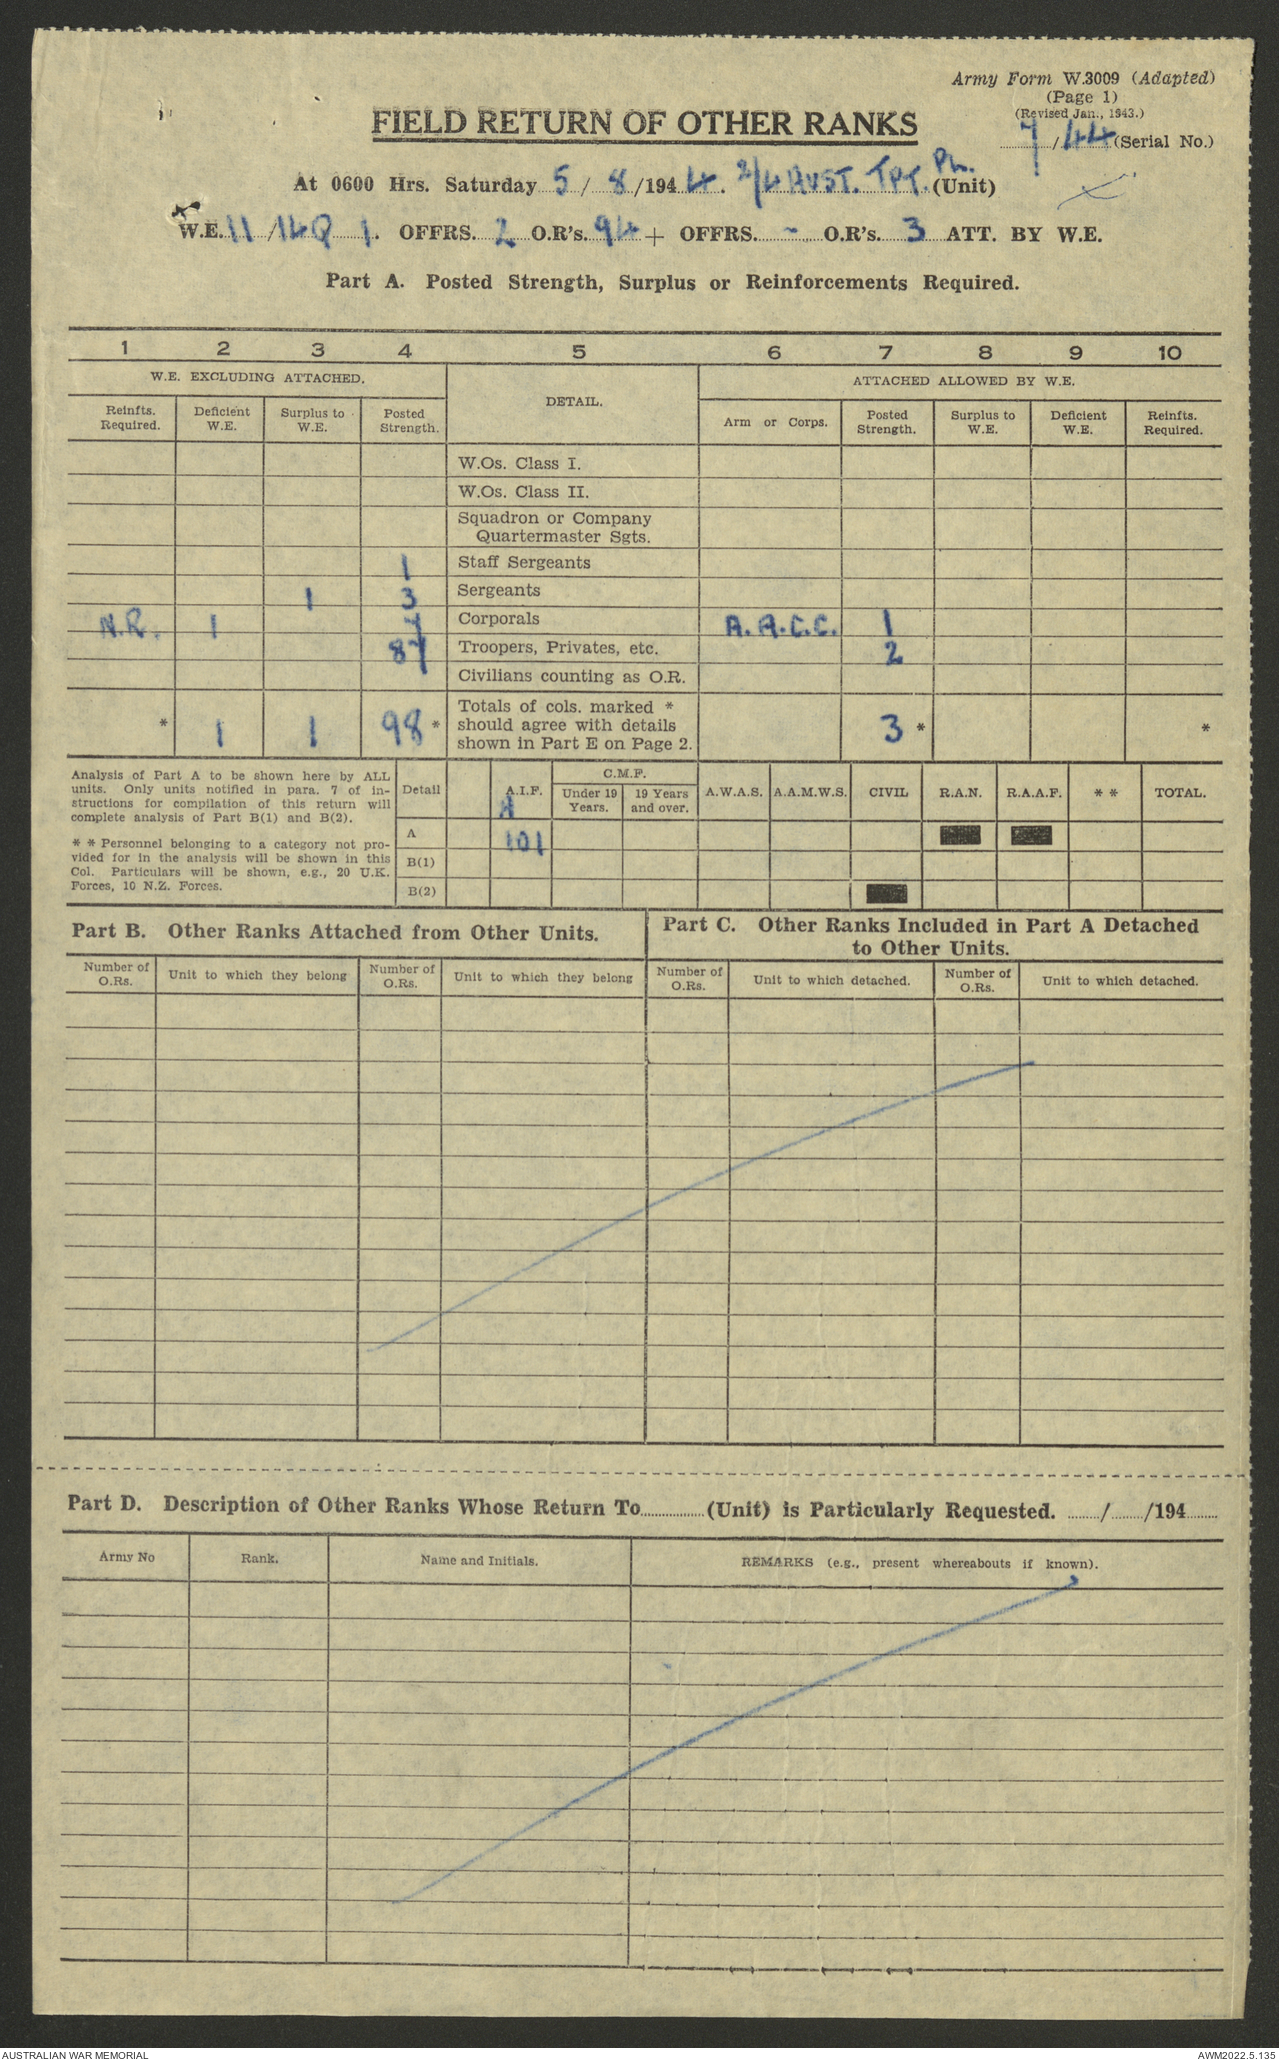 Army Form W.3009 (Adapted)
(Page 1)
(Revised Jan., 1943.)
7/44 (Serial No.)
FIELD RETURN OF OTHER RANKS
At 0600 Hrs. Saturday 5/8/1944. 2/4 AUST. TPT. PL. (Unit)
W.E. 11/14Q 1. OFFRS. 2 O.R's. 94 + OFFRS. - O.R's. 3 ATT. BY W.E.
Part A. Posted Strength, Surplus or Reinforcements Required.
1 2 3 4 5 6 7 8 9 10
W.E. EXCLUDING ATTACHED. DETAIL. ATTACHED ALLOWED BY W.E.
Reinfts. Required. Deficient W.E. Surplus to W.E. Posted Strength. Arm or Corps. Posted Strength. Surplus to W.E. Deficient W.E. Reinfts. Required.
W.Os. Class I.
W.Os. Class II.
Squadron or Company
Quartermaster Sgts.
1 Staff Sergeants
1 3 Sergeants
N.R. 1 7 Corporals A.A.C.C. 1
87 Troopers, Privates, etc. 2
Civilians counting as O.R.
* 1 1 98 * Totals of cols. marked * 3 * *
should agree with details
shown in Part E on Page 2.
Analysis of Part A to be shown here by ALL
units. Only units notified in para. 7 of in-
structions for compilation of this return will
complete analysis of Part B(1) and B(2).
* * Personnel belonging to a category not pro-
vided for in the analysis will be shown in this
Col. Particulars will be shown, e.g., 20 U.K.
Forces, 10 N.Z. Forces.
Detail A.I.F. C.M.F. A.W.A.S. A.A.M.W.S. CIVIL R.A.N. R.A.A.F. * * TOTAL.
Under 19 Years. 19 Years and over.
A
A 101
B(1)
B(2)
Part B. Other Ranks Attached from Other Units.
Part C. Other Ranks Included in Part A Detached
to Other Units.
Number of O.Rs. Unit to which they belong Number of O.Rs. Unit to which they belong Number of O.Rs. Unit to which detached. Number of O.Rs. Unit to which detached.
Part D. Description of Other Ranks Whose Return To............(Unit) is Particularly Requested. ......../......../194........
Army No Rank. Name and Initials. REMARKS (e.g., present whereabouts if known).
AUSTRALIAN WAR MEMORIAL
AWM2022.5.135